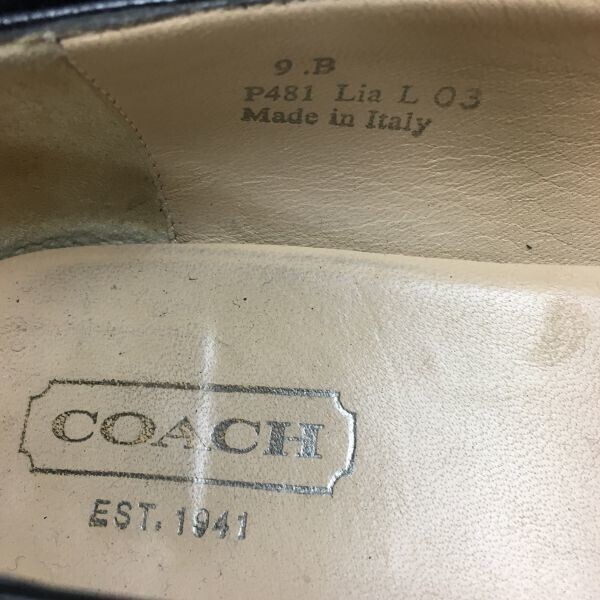 9 .B
P481 Lia L 03
Made in Italy
COACH
EST. 1941